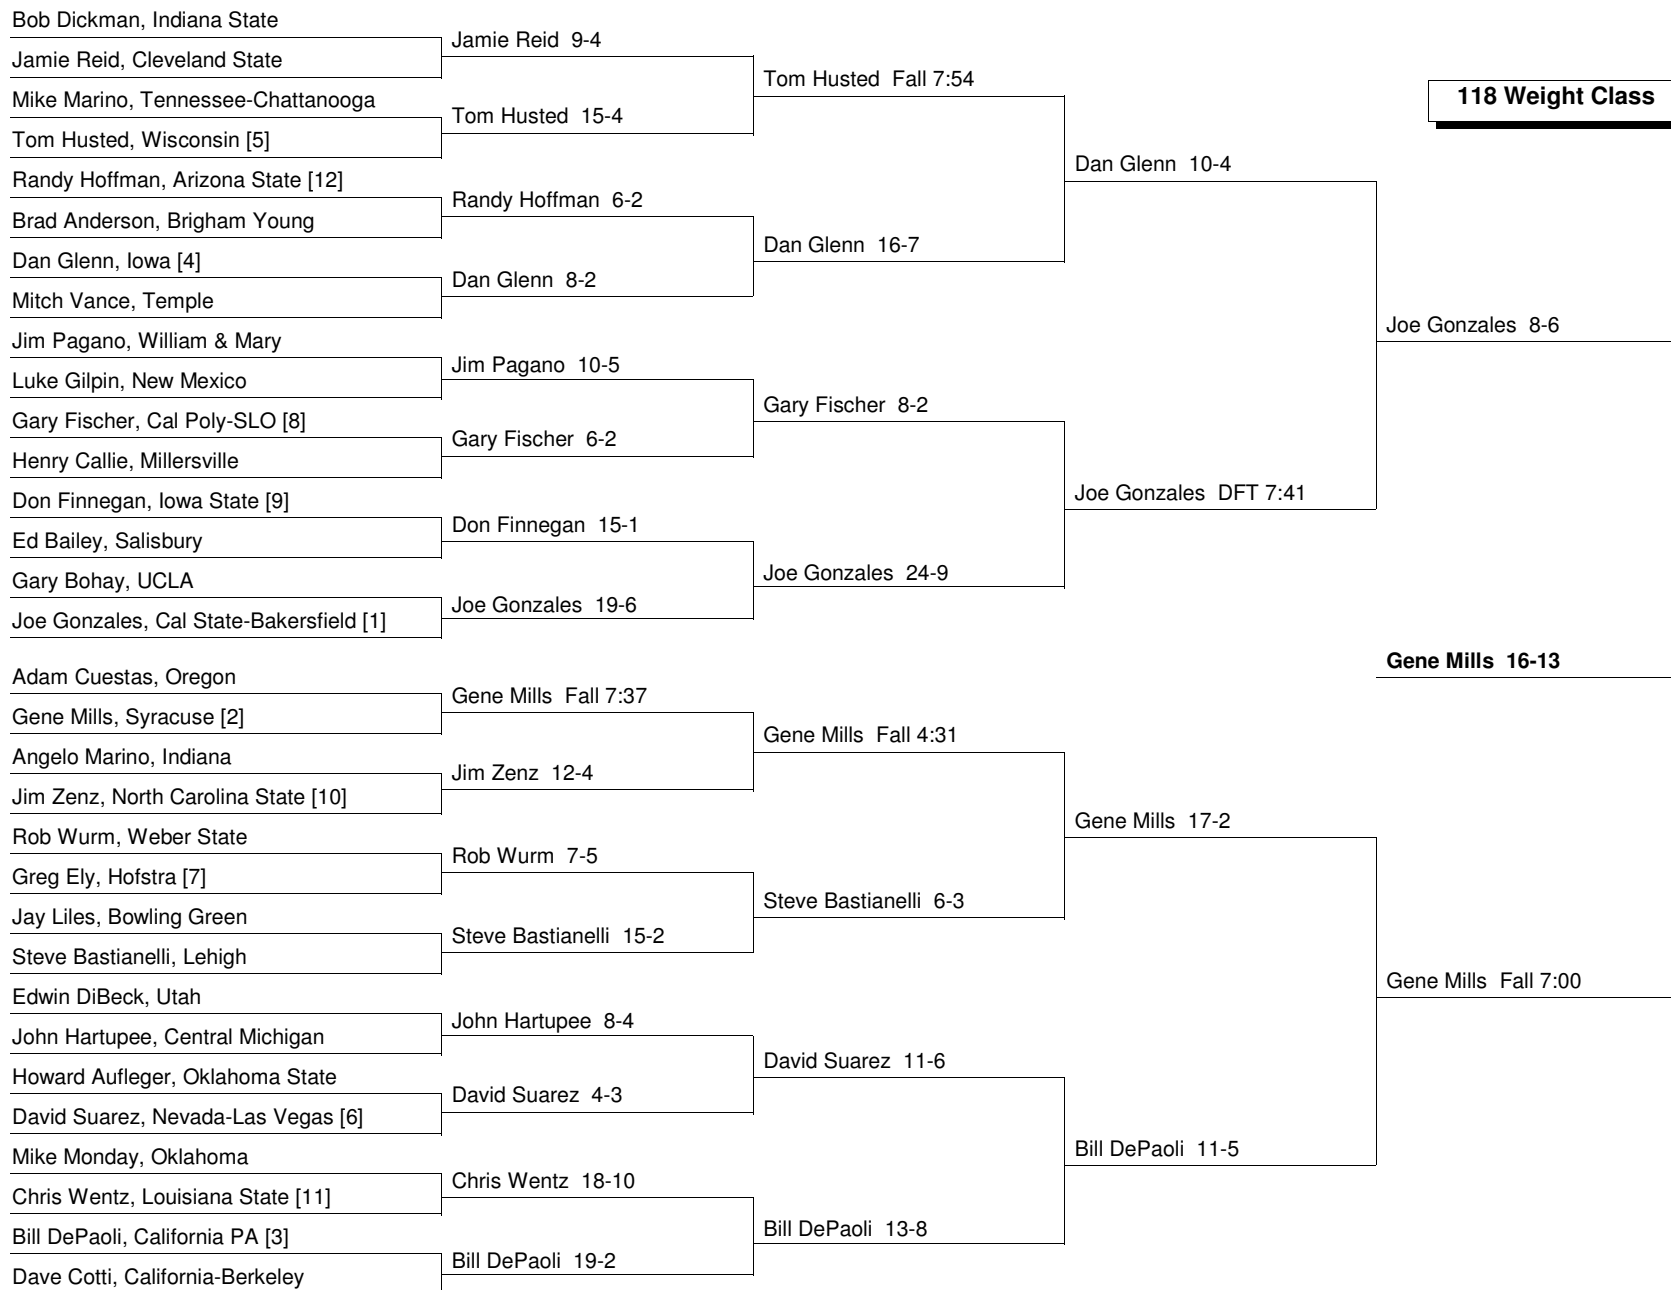 118 Weight Class
Bob Dickman, Indiana State
Jamie Reid, Cleveland State
Mike Marino, Tennessee-Chattanooga
Tom Husted, Wisconsin [5]
Randy Hoffman, Arizona State [12]
Brad Anderson, Brigham Young
Dan Glenn, Iowa [4]
Mitch Vance, Temple
Jim Pagano, William & Mary
Luke Gilpin, New Mexico
Gary Fischer, Cal Poly-SLO [8]
Henry Callie, Millersville
Don Finnegan, Iowa State [9]
Ed Bailey, Salisbury
Gary Bohay, UCLA
Joe Gonzales, Cal State-Bakersfield [1]
Adam Cuestas, Oregon
Gene Mills, Syracuse [2]
Angelo Marino, Indiana
Jim Zenz, North Carolina State [10]
Rob Wurm, Weber State
Greg Ely, Hofstra [7]
Jay Liles, Bowling Green
Steve Bastianelli, Lehigh
Edwin DiBeck, Utah
John Hartupee, Central Michigan
Howard Aufleger, Oklahoma State
David Suarez, Nevada-Las Vegas [6]
Mike Monday, Oklahoma
Chris Wentz, Louisiana State [11]
Bill DePaoli, California PA [3]
Dave Cotti, California-Berkeley
Jamie Reid 9-4
Tom Husted 15-4
Randy Hoffman 6-2
Dan Glenn 8-2
Jim Pagano 10-5
Gary Fischer 6-2
Don Finnegan 15-1
Joe Gonzales 19-6
Gene Mills Fall 7:37
Jim Zenz 12-4
Rob Wurm 7-5
Steve Bastianelli 15-2
John Hartupee 8-4
David Suarez 4-3
Chris Wentz 18-10
Bill DePaoli 19-2
Tom Husted Fall 7:54
Dan Glenn 16-7
Gary Fischer 8-2
Joe Gonzales 24-9
Gene Mills Fall 4:31
Steve Bastianelli 6-3
David Suarez 11-6
Bill DePaoli 13-8
Dan Glenn 10-4
Joe Gonzales DFT 7:41
Gene Mills 17-2
Bill DePaoli 11-5
Joe Gonzales 8-6
Gene Mills Fall 7:00
Gene Mills 16-13